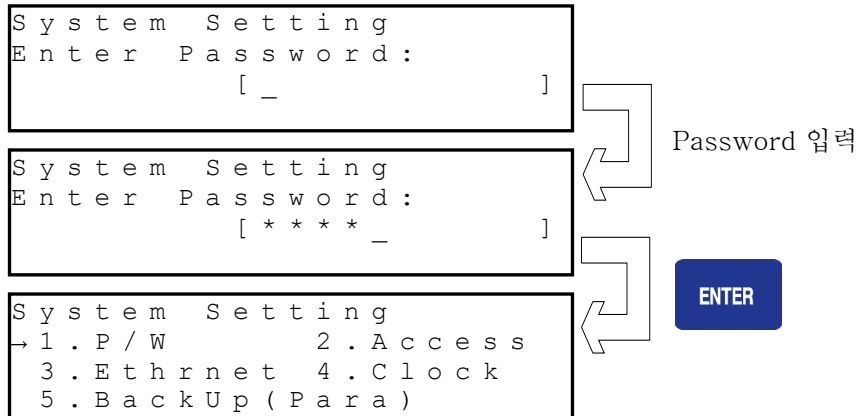 System Setting
Enter Password:
[_ ]
Password 입력
System Setting
Enter Password:
[****_ ]
ENTER
System Setting
→1.P/W 2.Access
3.Ethrnet 4.Clock
5.BackUp(Para)